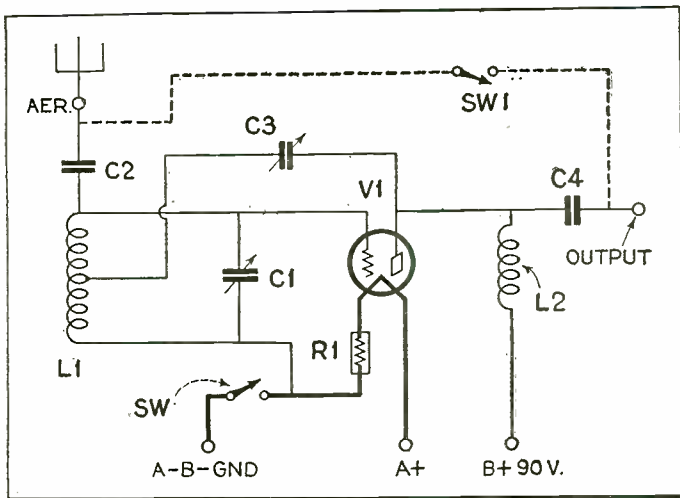 AER.
SW1
C3
C2
V1
C4
C1
OUTPUT
L2
L1
R1
SW
A-B-GND
A+
B+ 90 V.